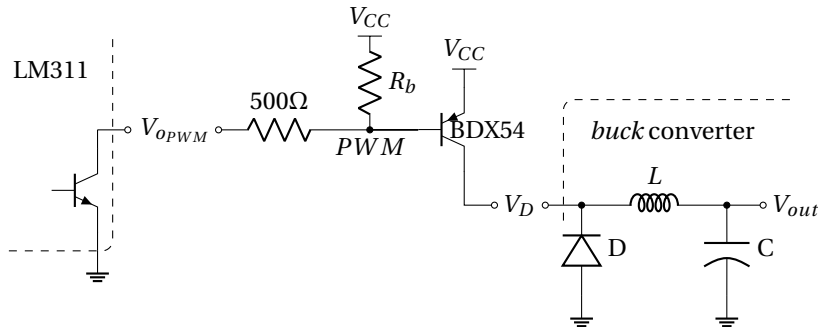 V_CC
V_CC
LM311
R_b
500Ω
V_oPWM
PWM
BDX54
buck converter
L
V_D
V_out
D
C